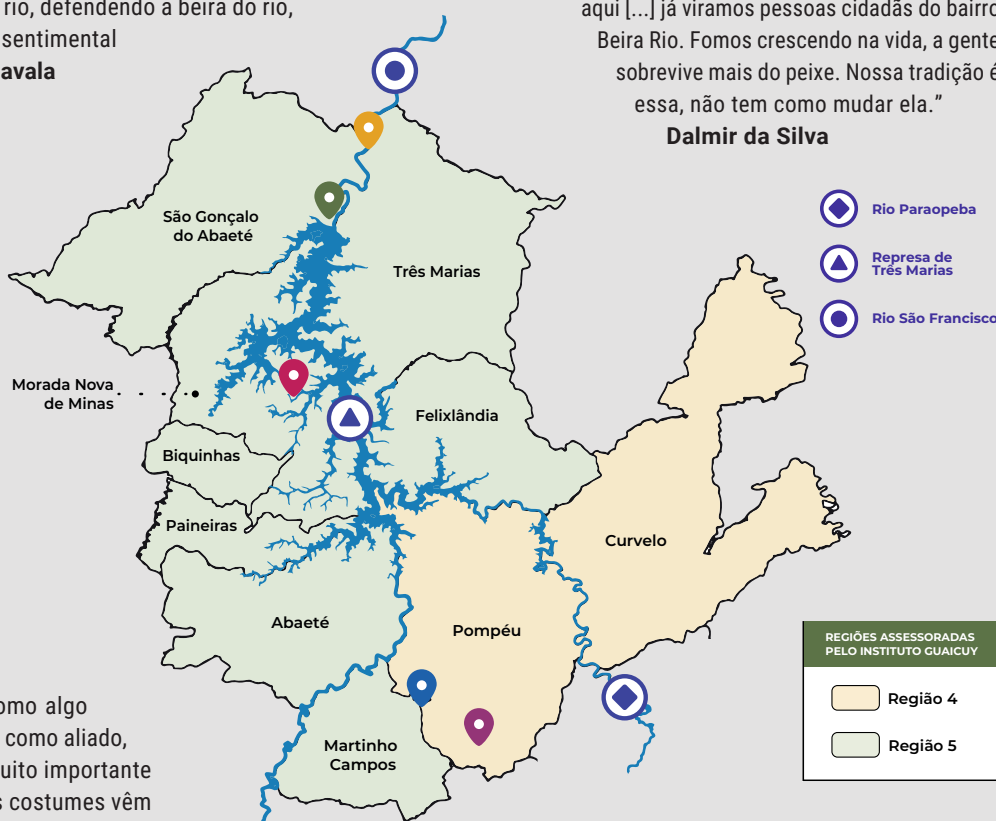 rio, defendendo a beira do rio,
sentimental
avala
aqui [...] já viramos pessoas cidadãs do bairro
Beira Rio. Fomos crescendo na vida, a gente
sobrevive mais do peixe. Nossa tradição é
essa, não tem como mudar ela.”
Dalmir da Silva
Rio Paraopeba
Represa de
Três Marias
Rio São Francisco
São Gonçalo
do Abaeté
Três Marias
Morada Nova
de Minas
Felixlândia
Biquinhas
Paineiras
Curvelo
Abaeté
Pompéu
Martinho
Campos
REGIÕES ASSESSORADAS
PELO INSTITUTO GUAICUY
Região 4
Região 5
omo algo
como aliado,
uito importante
s costumes vêm